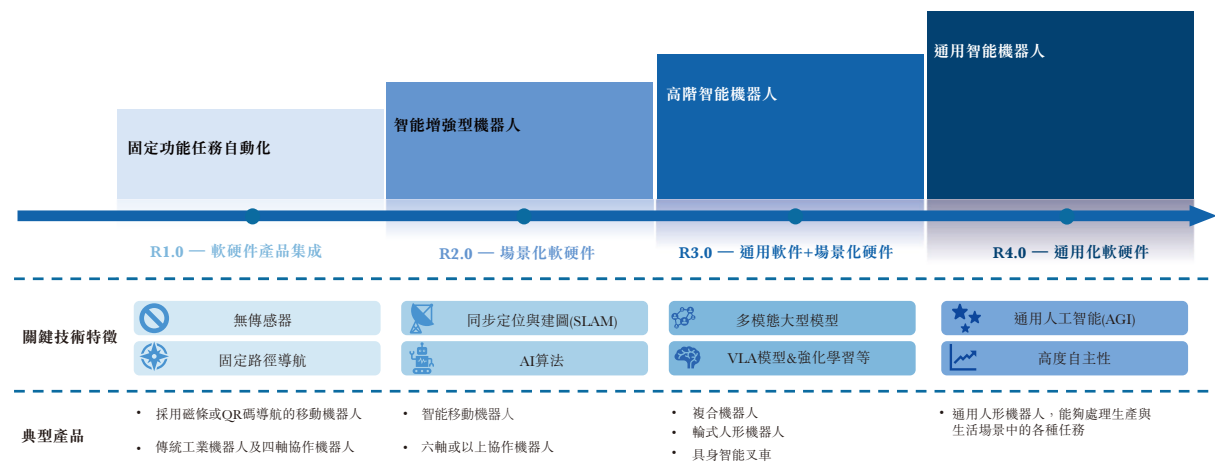 通用智能機器人
高階智能機器人
智能增強型機器人
固定功能任務自動化
R1.0 — 軟硬件產品集成
R2.0 — 場景化軟硬件
R3.0 — 通用軟件+場景化硬件
R4.0 — 通用化軟硬件
關鍵技術特徵
無傳感器
同步定位與建圖(SLAM)
多模態大型模型
通用人工智能(AGI)
固定路徑導航
AI算法
VLA模型&強化學習等
高度自主性
典型產品
• 採用磁條或QR碼導航的移動機器人
• 傳統工業機器人及四軸協作機器人
• 智能移動機器人
• 六軸或以上協作機器人
• 複合機器人
• 輪式人形機器人
• 具身智能叉車
• 通用人形機器人，能夠處理生產與
生活場景中的各種任務